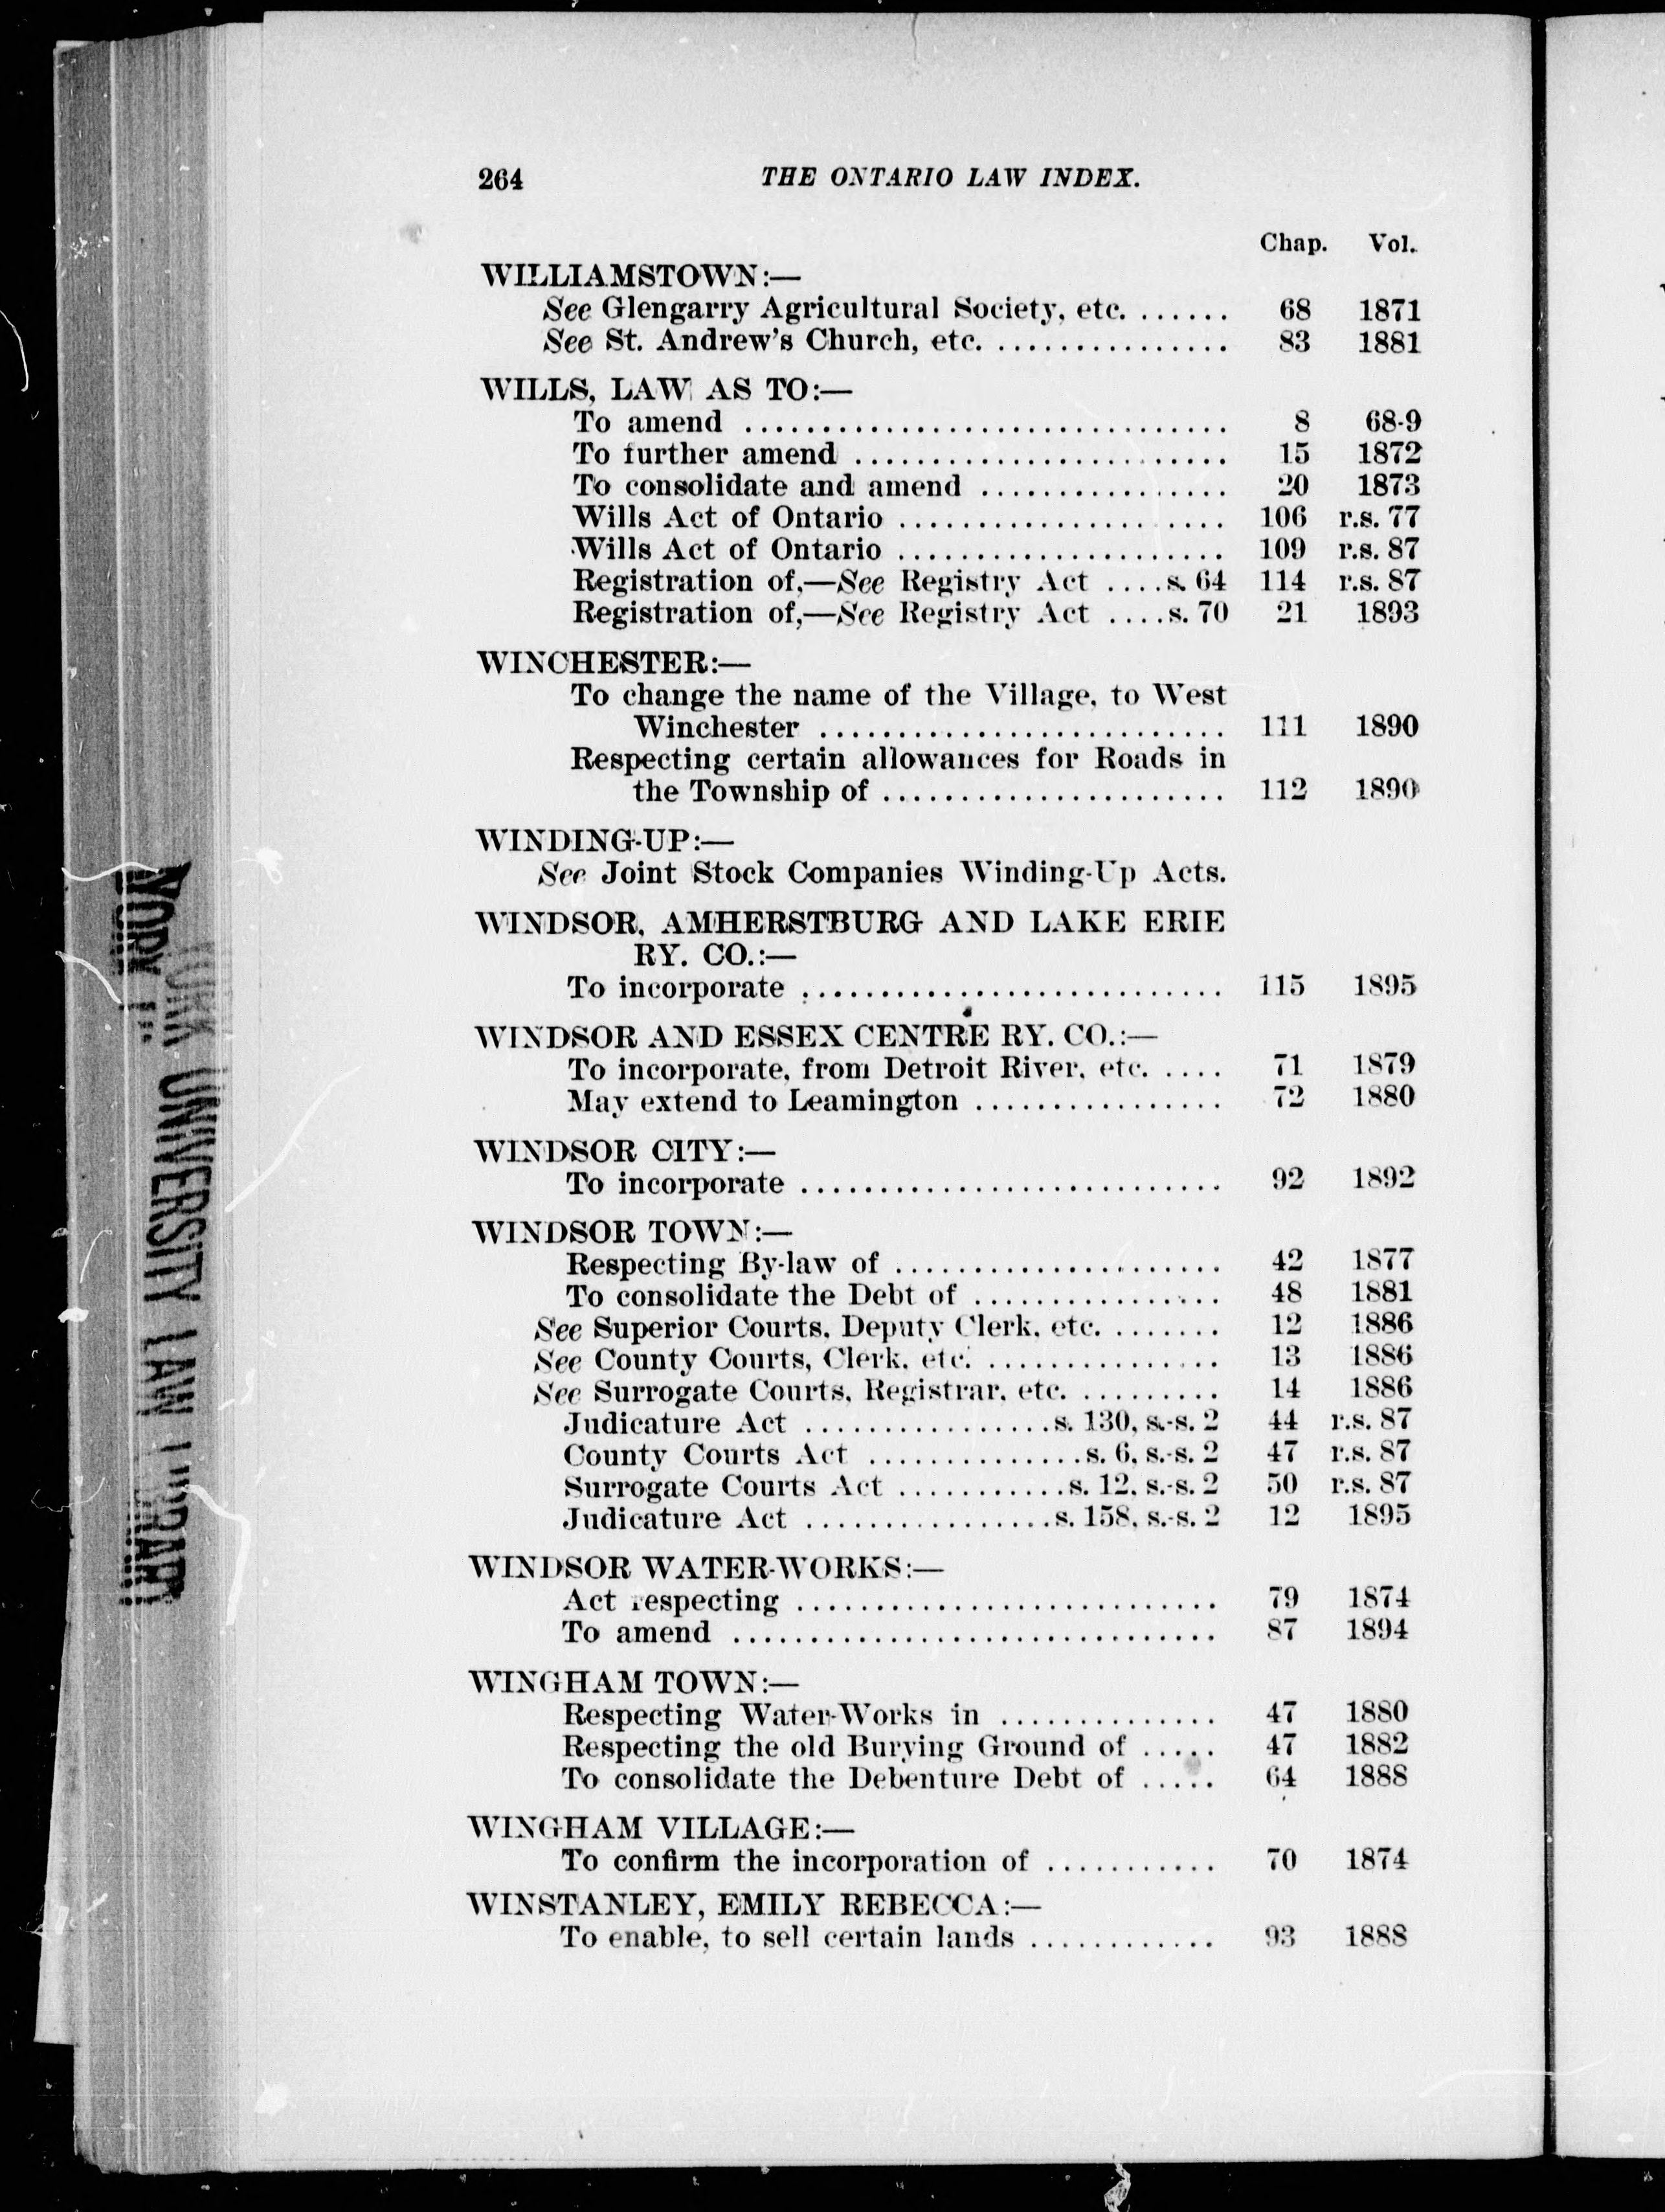 264 THE ONTARIO LAW INDEX.
Chap. Vol.
WILLIAMSTOWN:—
See Glengarry Agricultural Society, etc. ...... 68 1871
See St. Andrew's Church, etc. ............... 83 1881
WILLS, LAW AS TO:—
To amend ............................... 8 68-9
To further amend ........................ 15 1872
To consolidate and amend ................ 20 1873
Wills Act of Ontario ..................... 106 r.s. 77
Wills Act of Ontario ..................... 109 r.s. 87
Registration of,—See Registry Act ....s. 64 114 r.s. 87
Registration of,—See Registry Act ....s. 70 21 1893
WINCHESTER:—
To change the name of the Village, to West
Winchester .......................... 111 1890
Respecting certain allowances for Roads in
the Township of ...................... 112 1890
WINDING-UP:—
See Joint Stock Companies Winding-Up Acts.
WINDSOR, AMHERSTBURG AND LAKE ERIE
RY. CO.:—
To incorporate ........................... 115 1895
WINDSOR AND ESSEX CENTRE RY. CO.:—
To incorporate, from Detroit River, etc. .... 71 1879
May extend to Leamington ................ 72 1880
WINDSOR CITY:—
To incorporate ........................... 92 1892
WINDSOR TOWN:—
Respecting By-law of ..................... 42 1877
To consolidate the Debt of ................ 48 1881
See Superior Courts, Deputy Clerk, etc. ....... 12 1886
See County Courts, Clerk, etc. ............... 13 1886
See Surrogate Courts, Registrar, etc. ......... 14 1886
Judicature Act ................s. 130, s.-s. 2 44 r.s. 87
County Courts Act ..............s. 6, s.-s. 2 47 r.s. 87
Surrogate Courts Act ...........s. 12, s.-s. 2 50 r.s. 87
Judicature Act ................s. 158, s.-s. 2 12 1895
WINDSOR WATER-WORKS:—
Act respecting ........................... 79 1874
To amend ............................... 87 1894
WINGHAM TOWN:—
Respecting Water-Works in .............. 47 1880
Respecting the old Burying Ground of ..... 47 1882
To consolidate the Debenture Debt of ..... 64 1888
WINGHAM VILLAGE:—
To confirm the incorporation of ........... 70 1874
WINSTANLEY, EMILY REBECCA:—
To enable, to sell certain lands ............ 93 1888
YORK UNIVERSITY LAW LIBRARY